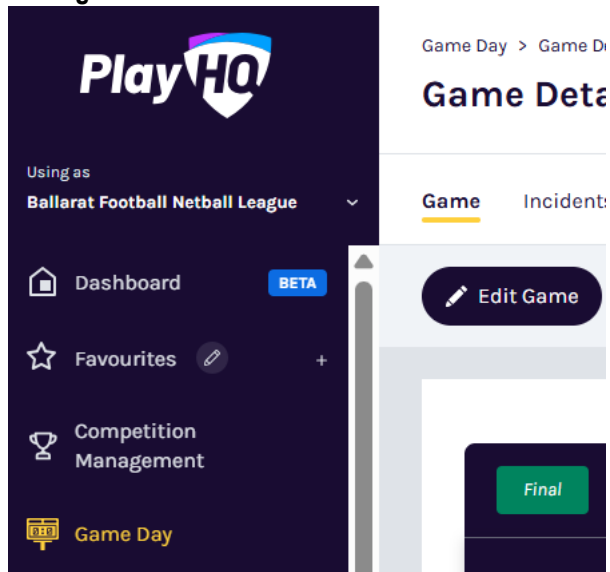 PlayHQ
Using as
Ballarat Football Netball League
Dashboard
BETA
Favourites
+
Competition
Management
Game Day
Game Day > Game
Game
Game
Incidents
Edit Game
Final